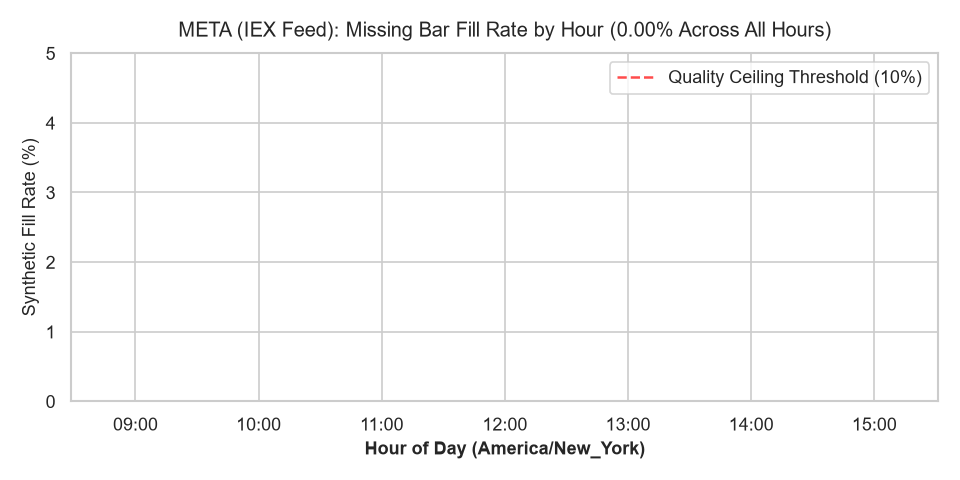 META (IEX Feed): Missing Bar Fill Rate by Hour (0.00% Across All Hours)
Quality Ceiling Threshold (10%)
Synthetic Fill Rate (%)
5
4
3
2
1
0
09:00 10:00 11:00 12:00 13:00 14:00 15:00
Hour of Day (America/New_York)